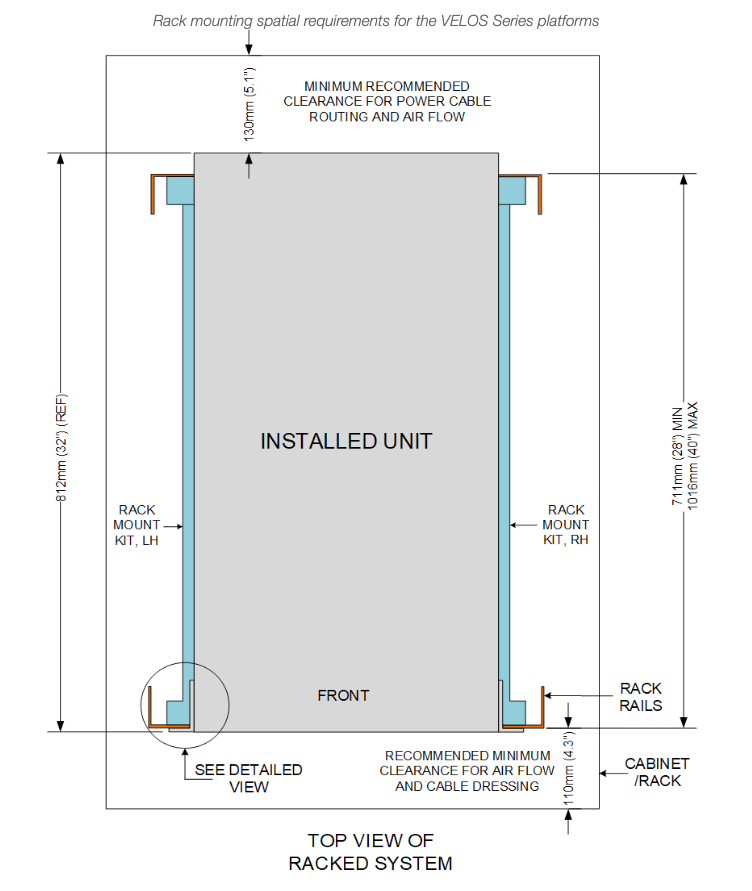 Rack mounting spatial requirements for the VELOS Series platforms
130mm (5.1")
MINIMUM RECOMMENDED
CLEARANCE FOR POWER CABLE
ROUTING AND AIR FLOW
812mm (32") (REF)
INSTALLED UNIT
711mm (28") MIN
1016mm (40") MAX
RACK
MOUNT
KIT, LH
RACK
MOUNT
KIT, RH
FRONT
RACK
RAILS
SEE DETAILED
VIEW
RECOMMENDED MINIMUM
CLEARANCE FOR AIR FLOW
AND CABLE DRESSING
110mm (4.3")
CABINET
/RACK
TOP VIEW OF
RACKED SYSTEM